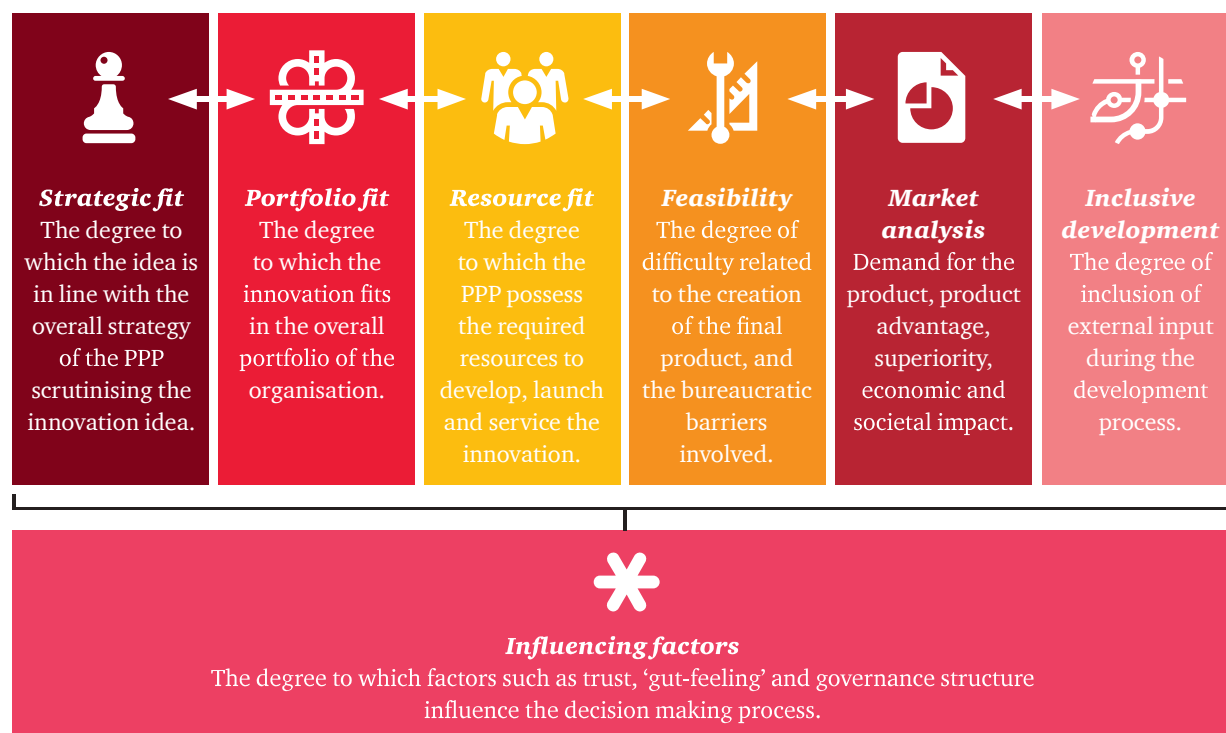 Strategic fit
The degree to
which the idea is
in line with the
overall strategy
of the PPP
scrutinising the
innovation idea.
Portfolio fit
The degree
to which the
innovation fits
in the overall
portfolio of the
organisation.
Resource fit
The degree
to which the
PPP possess
the required
resources to
develop, launch
and service the
innovation.
Feasibility
The degree of
difficulty related
to the creation
of the final
product, and
the bureaucratic
barriers
involved.
Market
analysis
Demand for the
product, product
advantage,
superiority,
economic and
societal impact.
Inclusive
development
The degree of
inclusion of
external input
during the
development
process.
Influencing factors
The degree to which factors such as trust, ‘gut-feeling’ and governance structure
influence the decision making process.